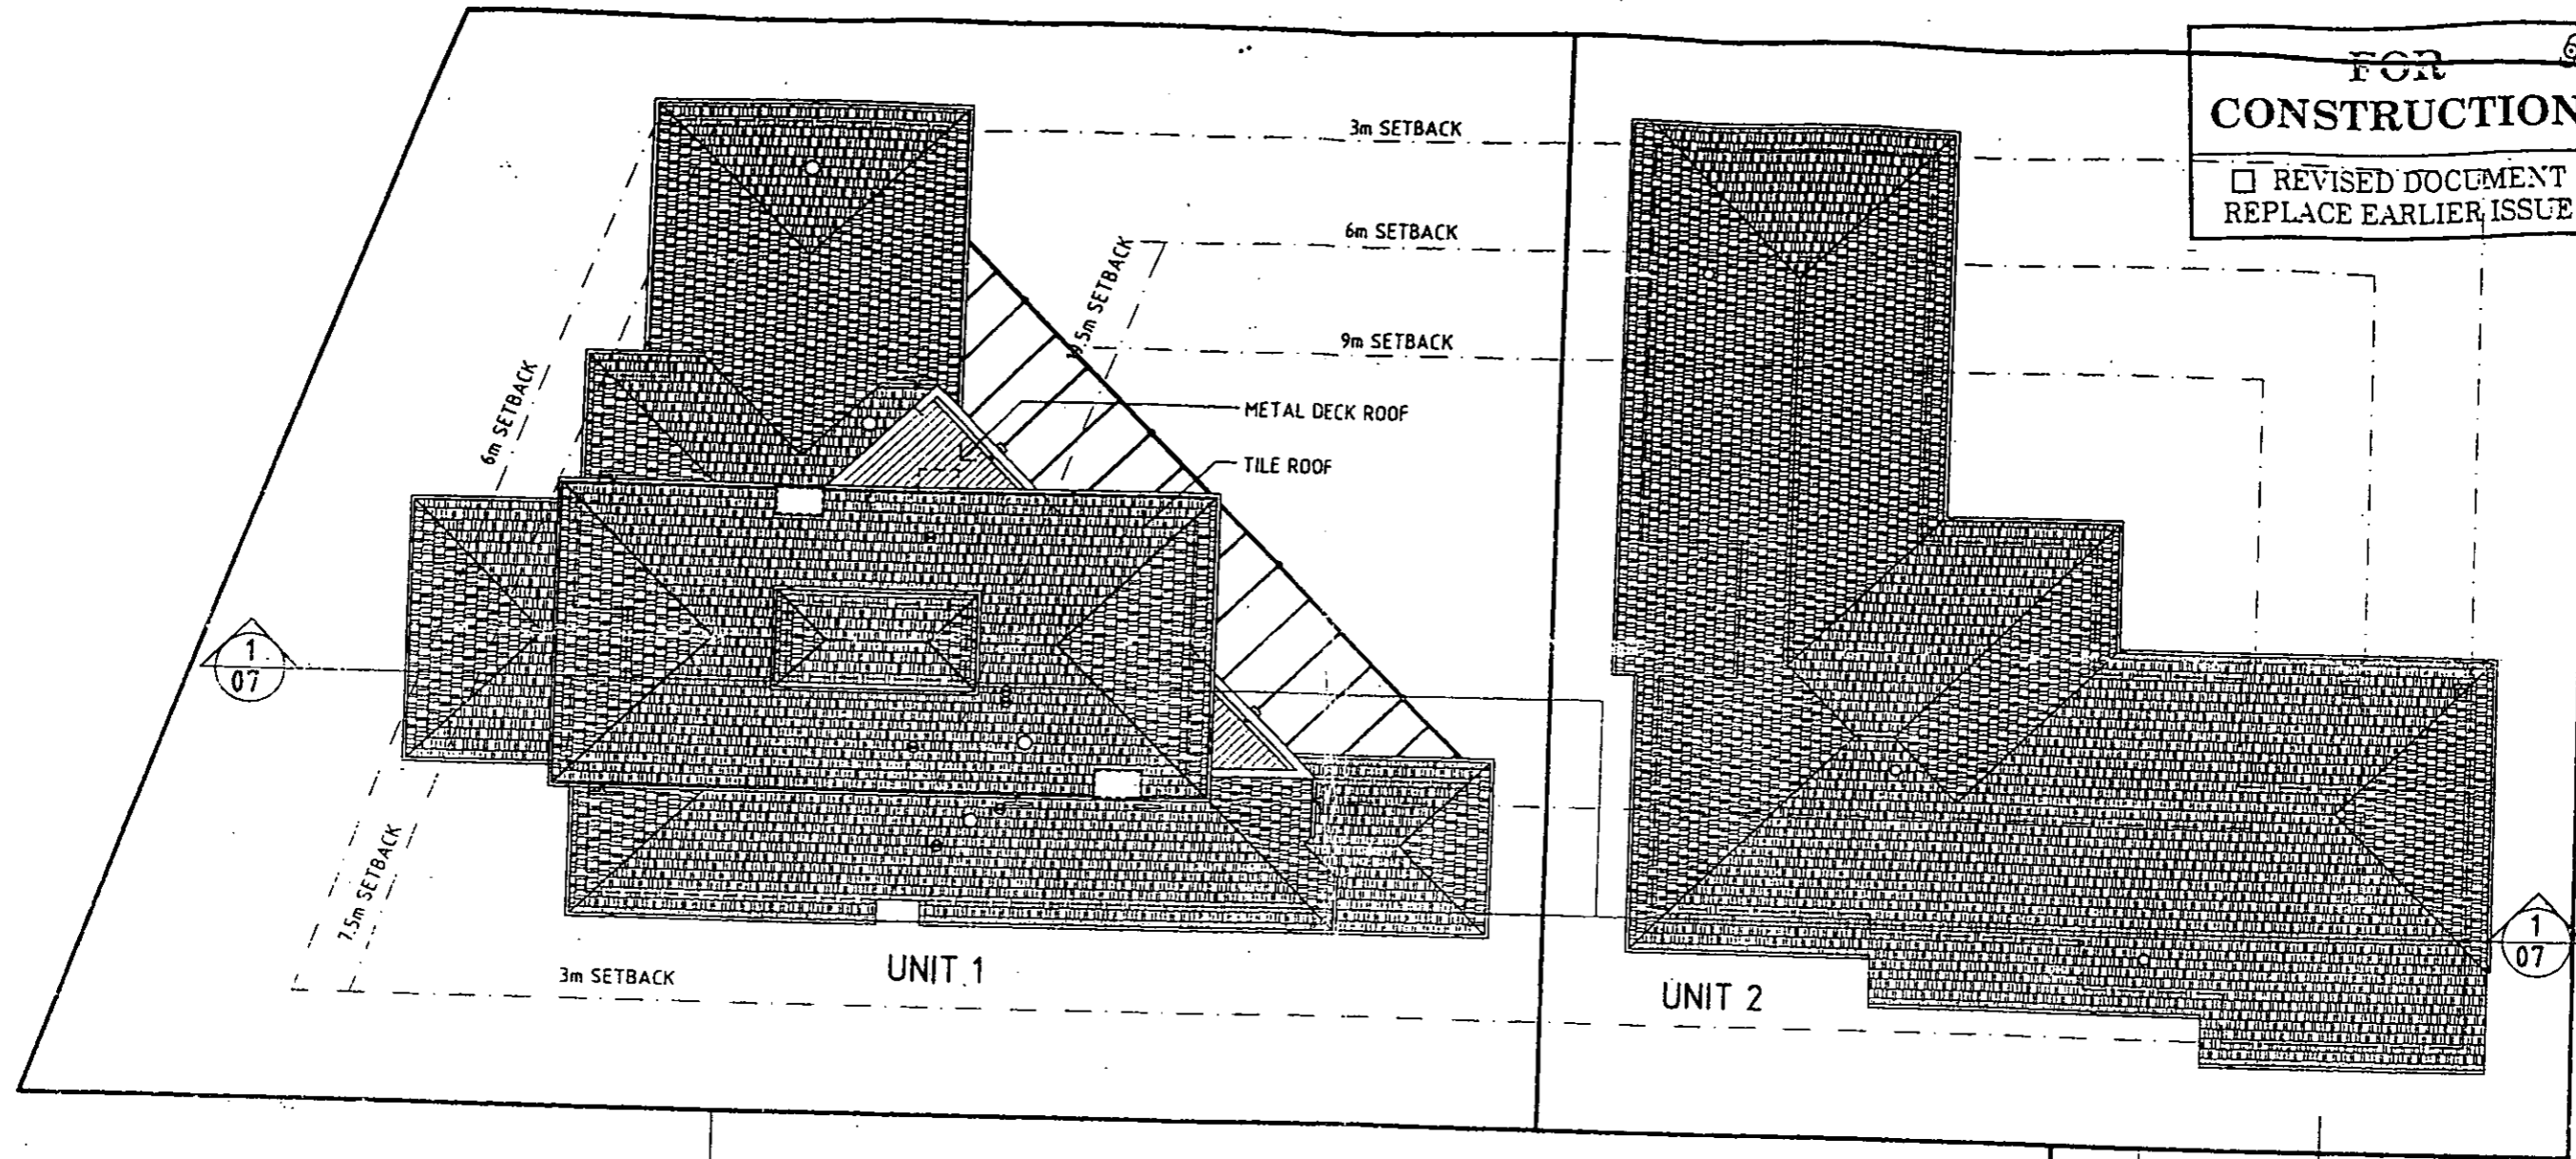 FOR
CONSTRUCTION
☐ REVISED DOCUMENT
REPLACE EARLIER ISSUE
3m SETBACK
6m SETBACK
9m SETBACK
METAL DECK ROOF
TILE ROOF
6m SETBACK
1
07
7.5m SETBACK
3m SETBACK
UNIT 1
UNIT 2
1
07